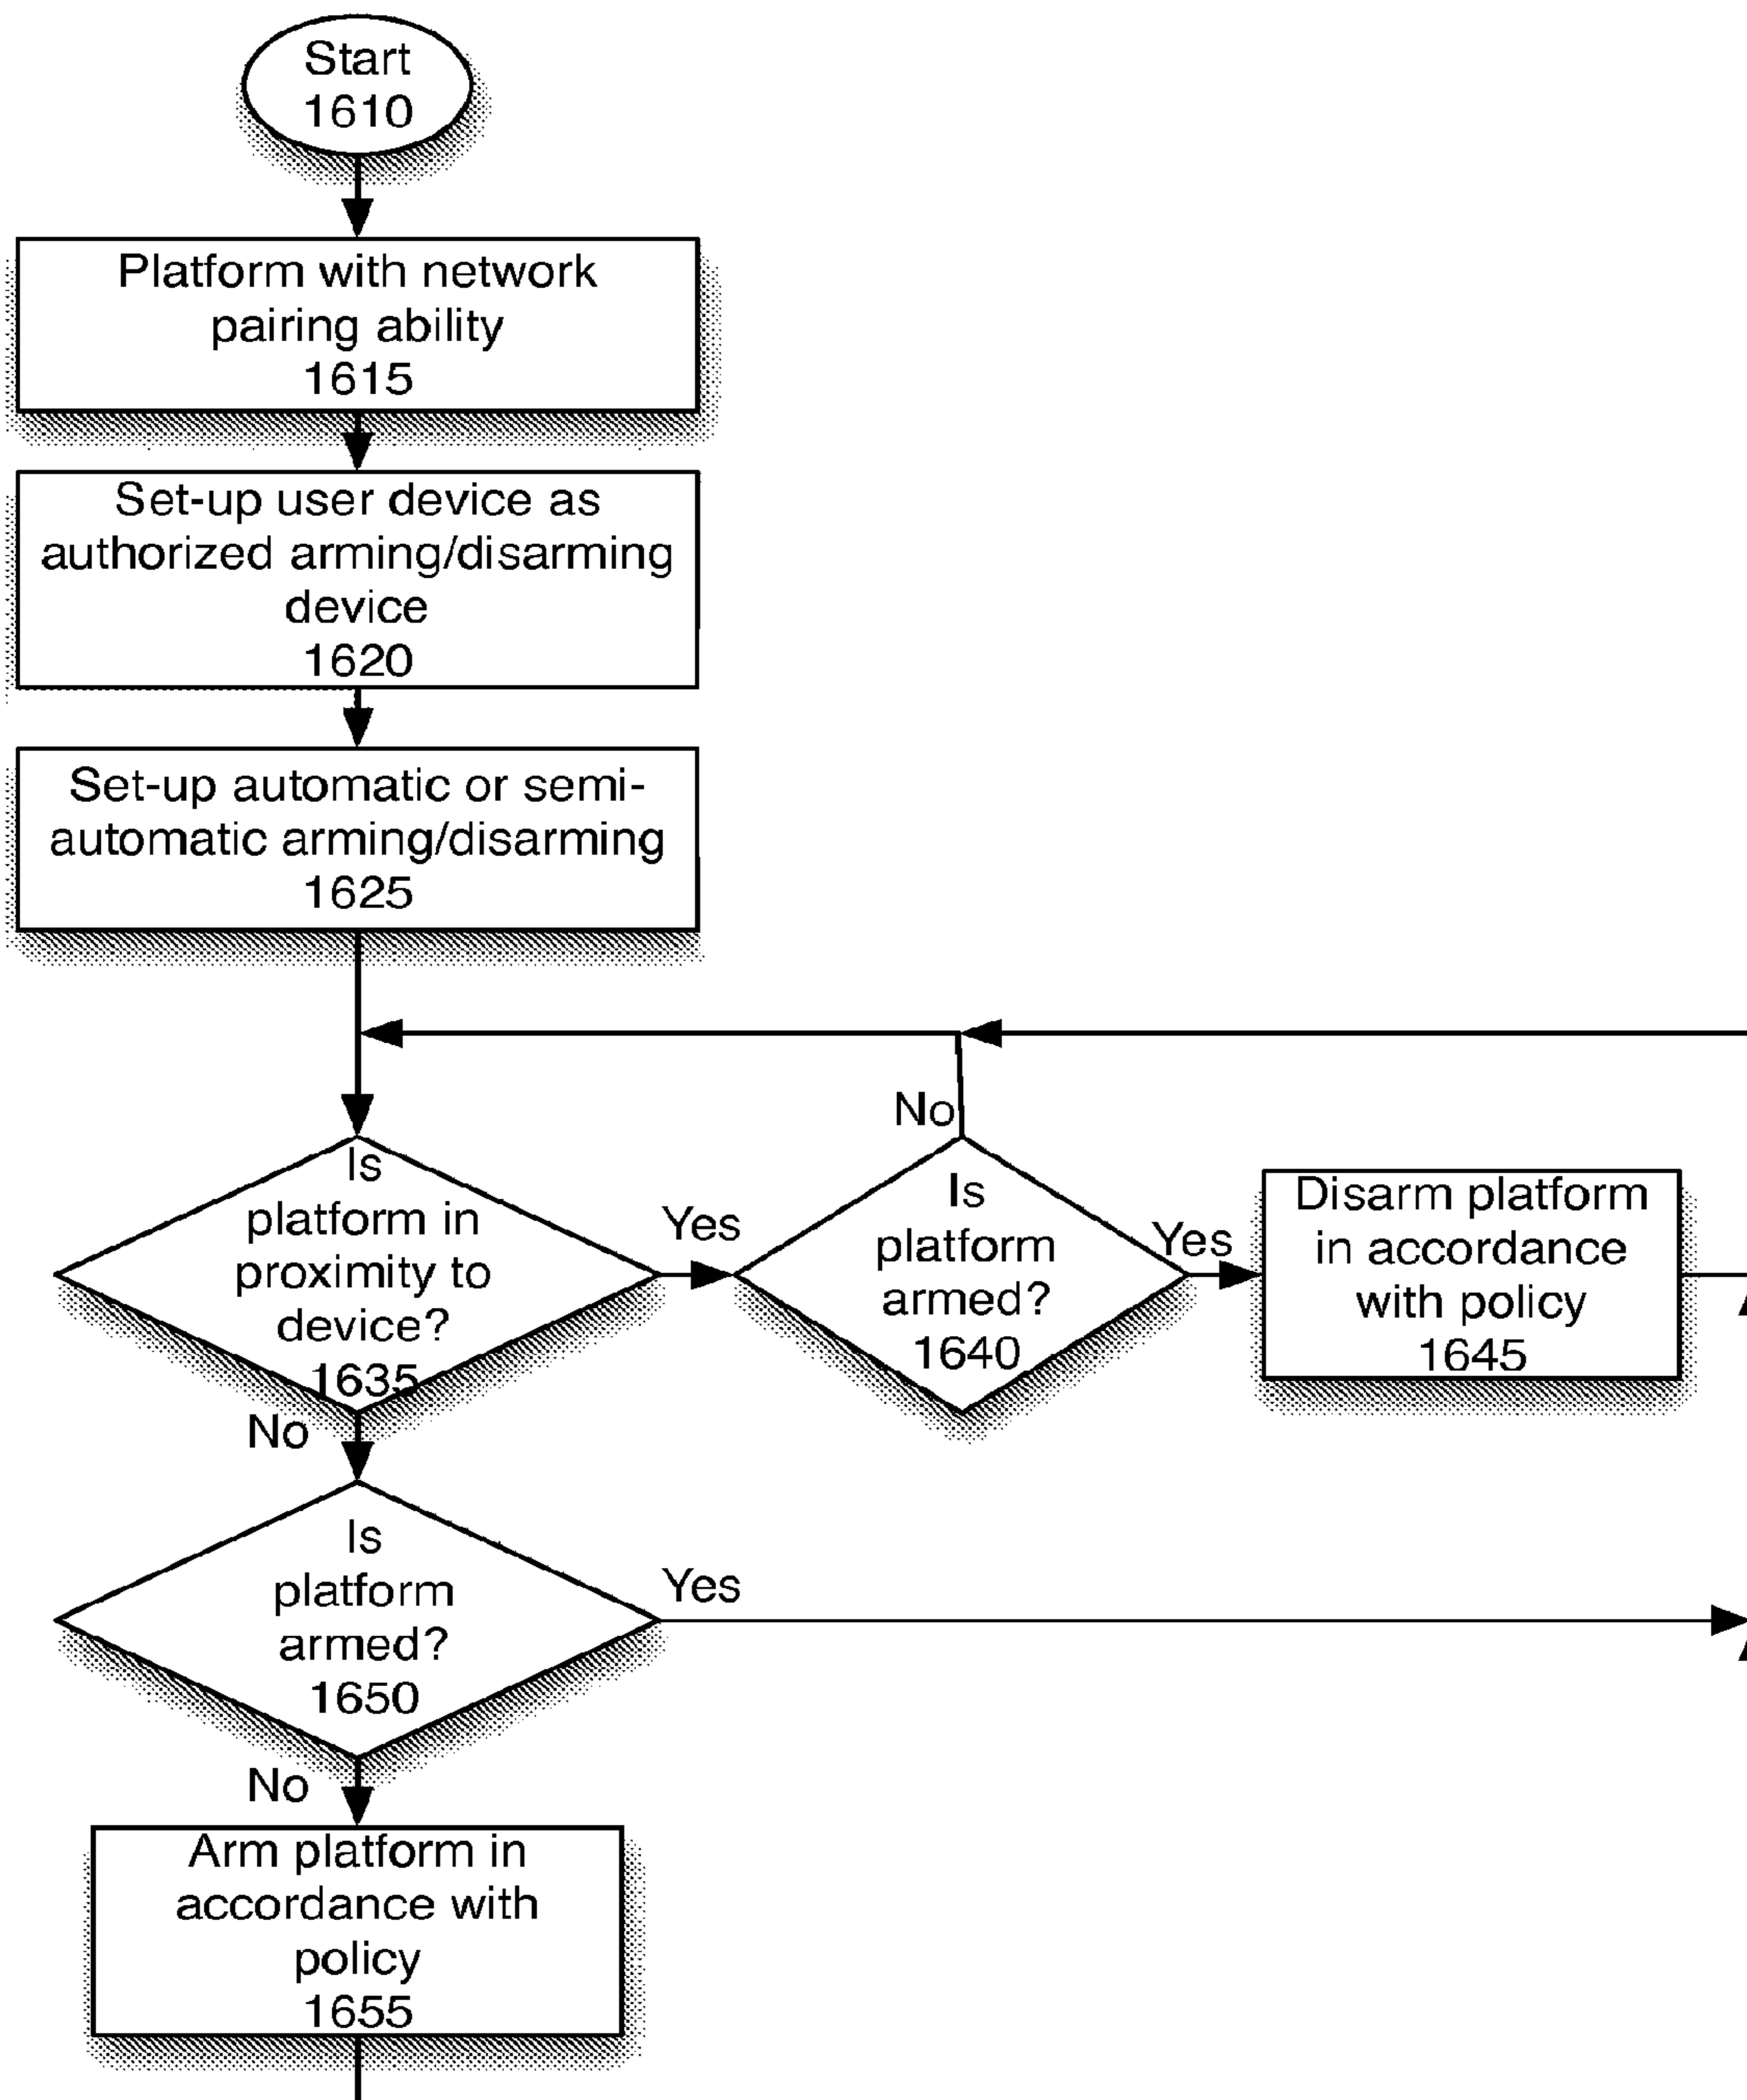 Start
1610
Platform with network
pairing ability
1615
Set-up user device as
authorized arming/disarming
device
1620
Set-up automatic or semi-
automatic arming/disarming
1625
Is
platform in
proximity to
device?
1635
Yes
No
Is
platform
armed?
1640
No
Yes
Disarm platform
in accordance
with policy
1645
Is
platform
armed?
1650
Yes
No
Arm platform in
accordance with
policy
1655